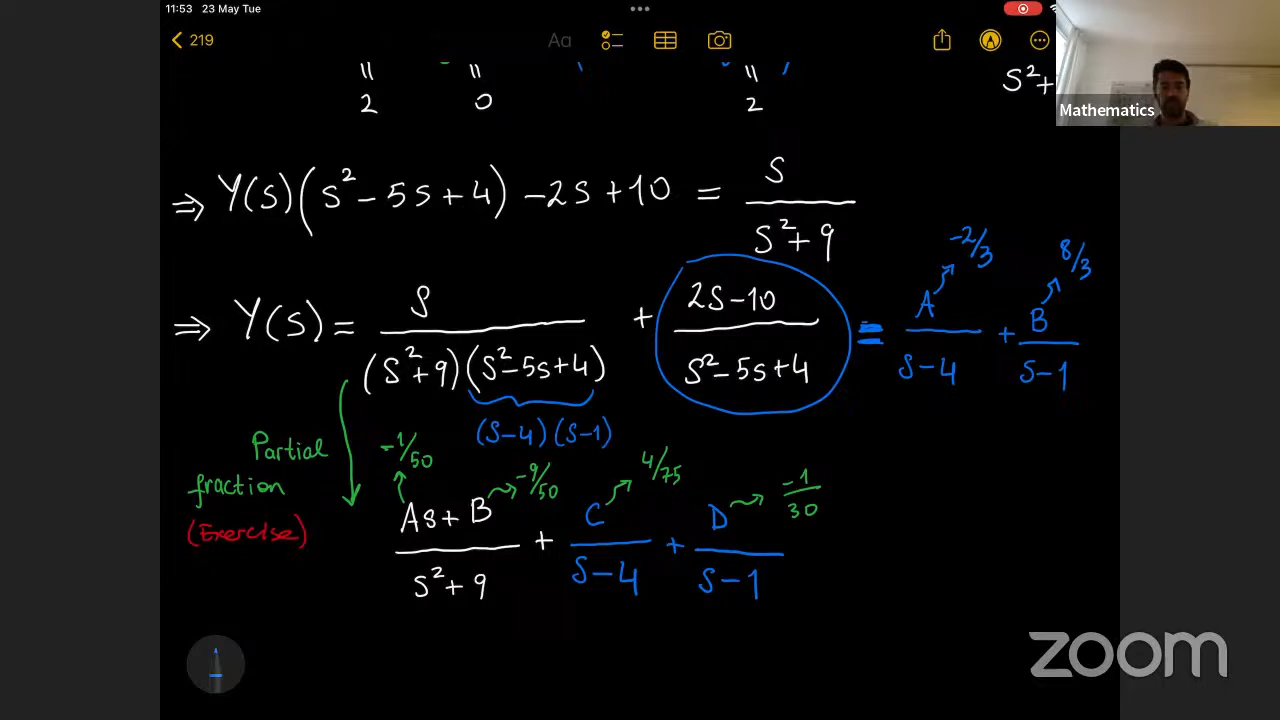 11:53 23 May Tue
219
Aa
Mathematics
|| || ||
2 0 2
S²+
⇒ Y(S)(S² - 5S + 4) - 2S + 10 = S / (S² + 9)
⇒ Y(S) = S / ((S² + 9)(S² - 5S + 4)) + (2S - 10) / (S² - 5S + 4) = A / (S - 4) + B / (S - 1)
-2/3
8/3
(S-4)(S-1)
Partial
fraction
(Exercise)
-1/50
-9/50
4/75
-1/30
(AS + B) / (S² + 9) + C / (S - 4) + D / (S - 1)
zoom